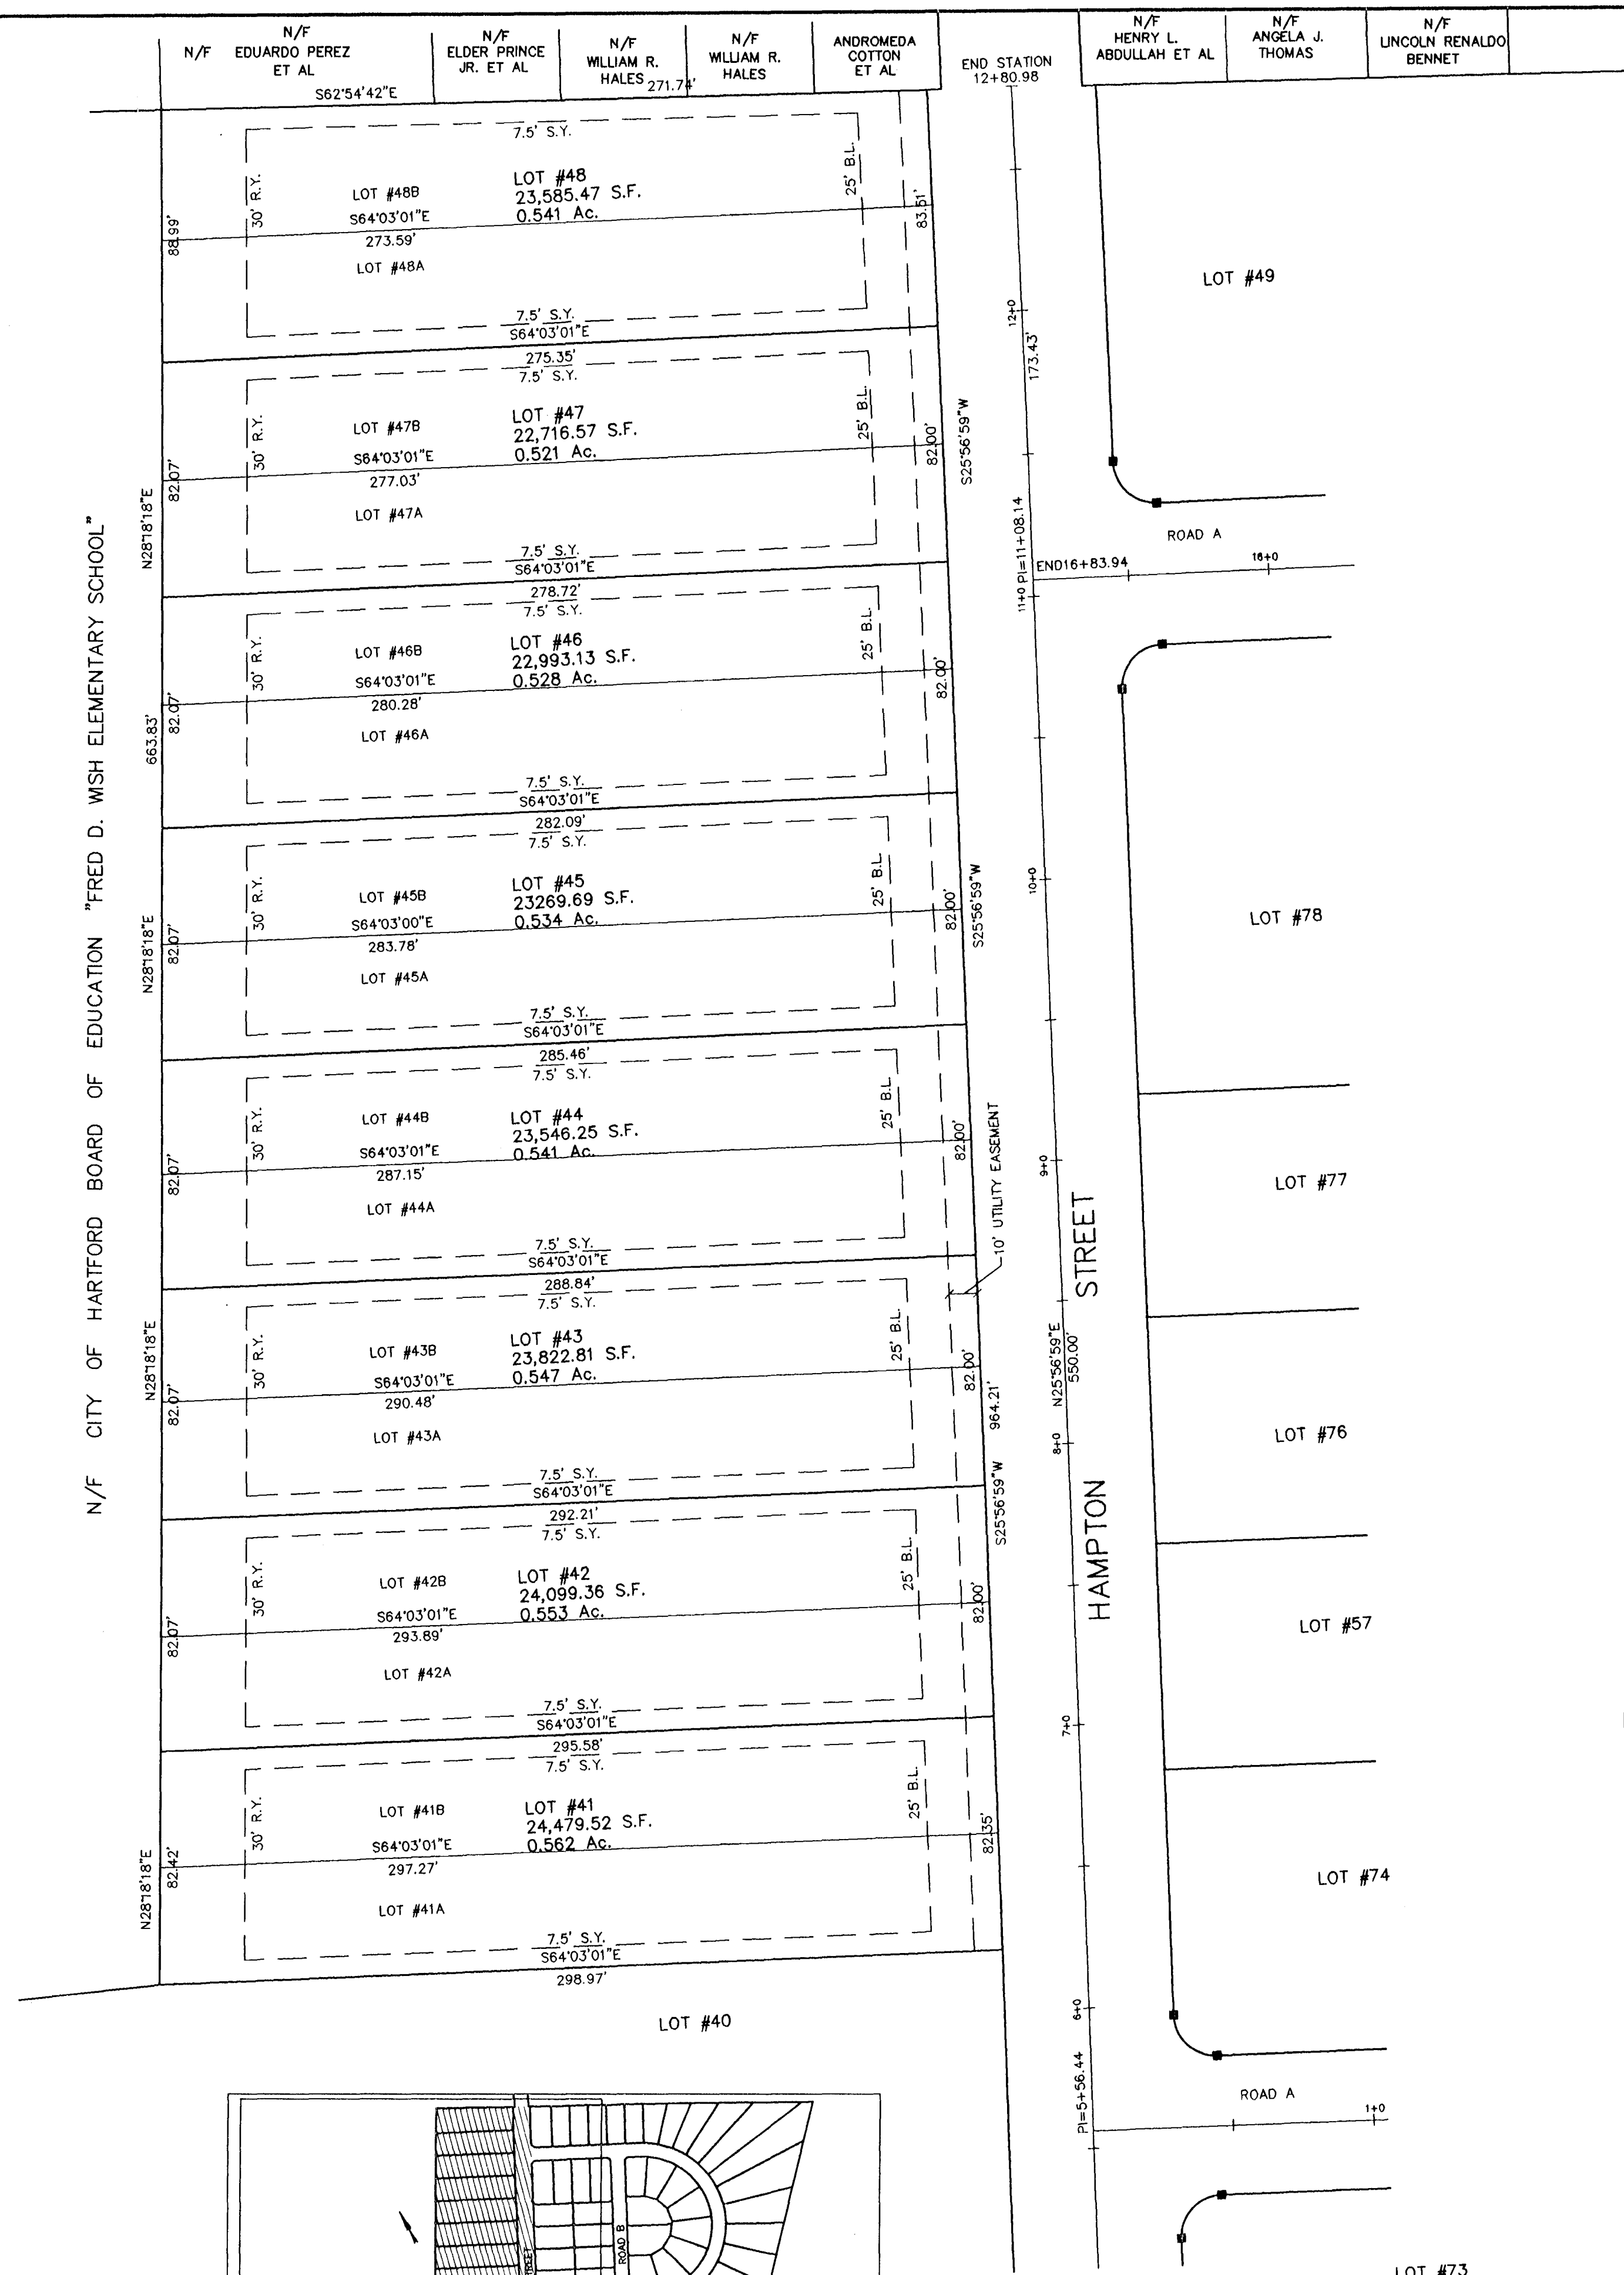 N/F
N/F
EDUARDO PEREZ
ET AL
S62°54'42"E
N/F
ELDER PRINCE
JR. ET AL
N/F
WILLIAM R.
HALES
271.74'
N/F
WILLIAM R.
HALES
ANDROMEDA
COTTON
ET AL
END STATION
12+80.98
N/F
HENRY L.
ABDULLAH ET AL
N/F
ANGELA J.
THOMAS
N/F
LINCOLN RENALDO
BENNET
7.5' S.Y.
30' R.Y.
LOT #48B
LOT #48
23,585.47 S.F.
0.541 Ac.
25' B.L.
S64°03'01"E
273.59'
88.99'
83.51'
LOT #48A
7.5' S.Y.
S64°03'01"E
275.35'
7.5' S.Y.
30' R.Y.
LOT #47B
LOT #47
22,716.57 S.F.
0.521 Ac.
25' B.L.
S64°03'01"E
277.03'
82.07'
82.00'
LOT #47A
N28°18'18"E
7.5' S.Y.
S64°03'01"E
278.72'
7.5' S.Y.
30' R.Y.
LOT #46B
LOT #46
22,993.13 S.F.
0.528 Ac.
25' B.L.
S64°03'01"E
280.28'
82.07'
82.00'
663.83'
LOT #46A
7.5' S.Y.
S64°03'01"E
282.09'
7.5' S.Y.
30' R.Y.
LOT #45B
LOT #45
23269.69 S.F.
0.534 Ac.
25' B.L.
S64°03'00"E
283.78'
82.07'
82.00'
N28°18'18"E
LOT #45A
7.5' S.Y.
S64°03'01"E
285.46'
7.5' S.Y.
30' R.Y.
LOT #44B
LOT #44
23,546.25 S.F.
0.541 Ac.
25' B.L.
S64°03'01"E
287.15'
82.07'
82.00'
LOT #44A
7.5' S.Y.
S64°03'01"E
288.84'
7.5' S.Y.
30' R.Y.
LOT #43B
LOT #43
23,822.81 S.F.
0.547 Ac.
25' B.L.
S64°03'01"E
290.48'
82.07'
82.00'
N28°18'18"E
LOT #43A
7.5' S.Y.
S64°03'01"E
292.21'
7.5' S.Y.
30' R.Y.
LOT #42B
LOT #42
24,099.36 S.F.
0.553 Ac.
25' B.L.
S64°03'01"E
293.89'
82.07'
82.00'
LOT #42A
7.5' S.Y.
S64°03'01"E
295.58'
7.5' S.Y.
30' R.Y.
LOT #41B
LOT #41
24,479.52 S.F.
0.562 Ac.
25' B.L.
S64°03'01"E
297.27'
82.42'
82.35'
N28°18'18"E
LOT #41A
7.5' S.Y.
S64°03'01"E
298.97'
LOT #40
N/F CITY OF HARTFORD BOARD OF EDUCATION "FRED D. WISH ELEMENTARY SCHOOL"
S25°56'59"W
S25°56'59"W
10' UTILITY EASEMENT
964.21'
S25°56'59"W
12+0
173.43'
11+0 PI=11+08.14
10+0
9+0
N25°56'59"E
550.00'
8+0
7+0
6+0
PI=5+56.44
HAMPTON STREET
LOT #49
ROAD A
END16+83.94
16+0
LOT #78
LOT #77
LOT #76
LOT #57
LOT #74
ROAD A
1+0
LOT #73
ROAD B